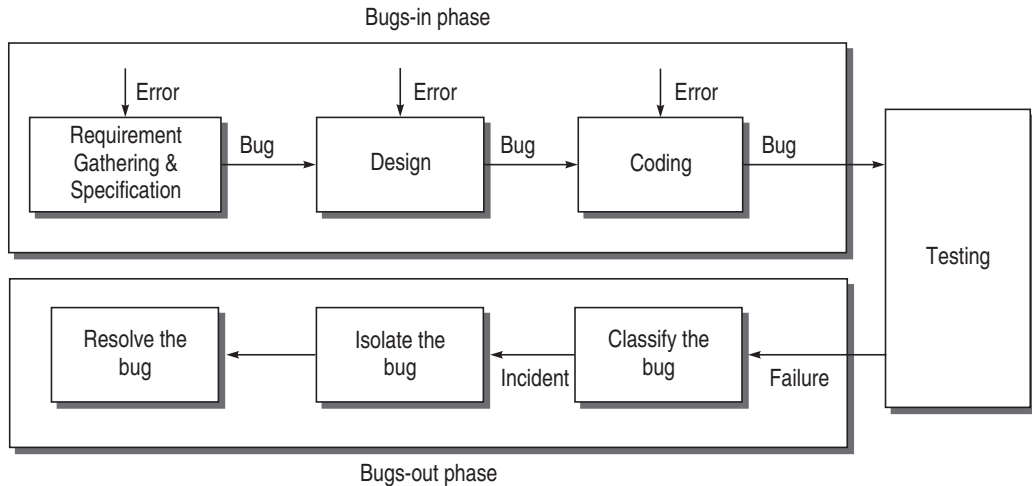 Bugs-in phase
Error
Error
Error
Requirement
Gathering &
Specification
Bug
Design
Bug
Coding
Bug
Testing
Resolve the
bug
Isolate the
bug
Incident
Classify the
bug
Failure
Bugs-out phase